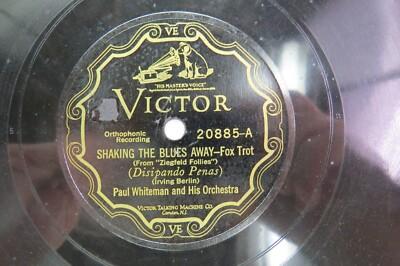 VE
"HIS MASTER'S VOICE"
VICTOR
Orthophonic
Recording
20885-A
SHAKING THE BLUES AWAY—Fox Trot
(From "Ziegfeld Follies")
(Disipando Penas)
(Irving Berlin)
Paul Whiteman and His Orchestra
VICTOR TALKING MACHINE CO.
Camden, N.J.
VE